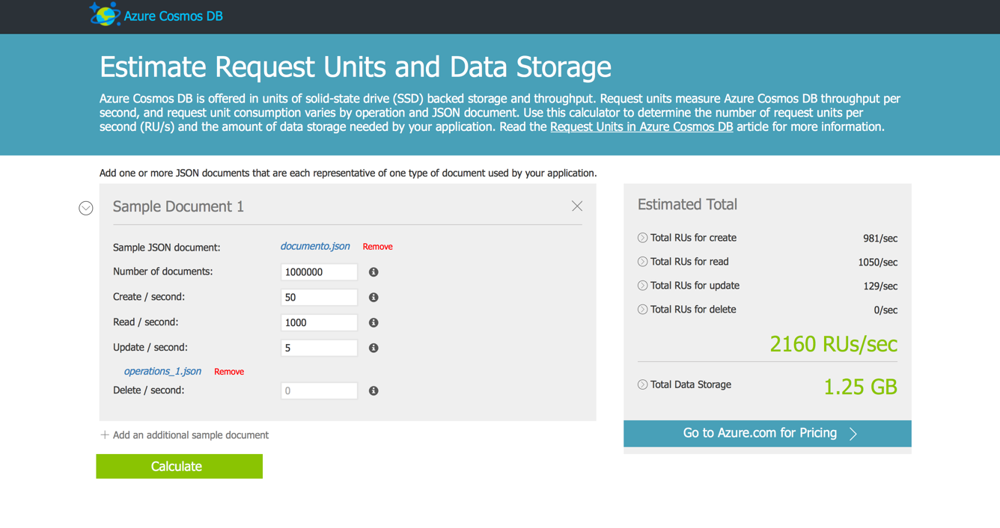 Azure Cosmos DB
Estimate Request Units and Data Storage
Azure Cosmos DB is offered in units of solid-state drive (SSD) backed storage and throughput. Request units measure Azure Cosmos DB throughput per
second, and request unit consumption varies by operation and JSON document. Use this calculator to determine the number of request units per
second (RU/s) and the amount of data storage needed by your application. Read the Request Units in Azure Cosmos DB article for more information.
Add one or more JSON documents that are each representative of one type of document used by your application.
Sample Document 1
Sample JSON document: documento.json Remove
Number of documents: 1000000
Create / second: 50
Read / second: 1000
Update / second: 5
operations_1.json Remove
Delete / second: 0
+ Add an additional sample document
Calculate
Estimated Total
Total RUs for create 981/sec
Total RUs for read 1050/sec
Total RUs for update 129/sec
Total RUs for delete 0/sec
2160 RUs/sec
Total Data Storage 1.25 GB
Go to Azure.com for Pricing